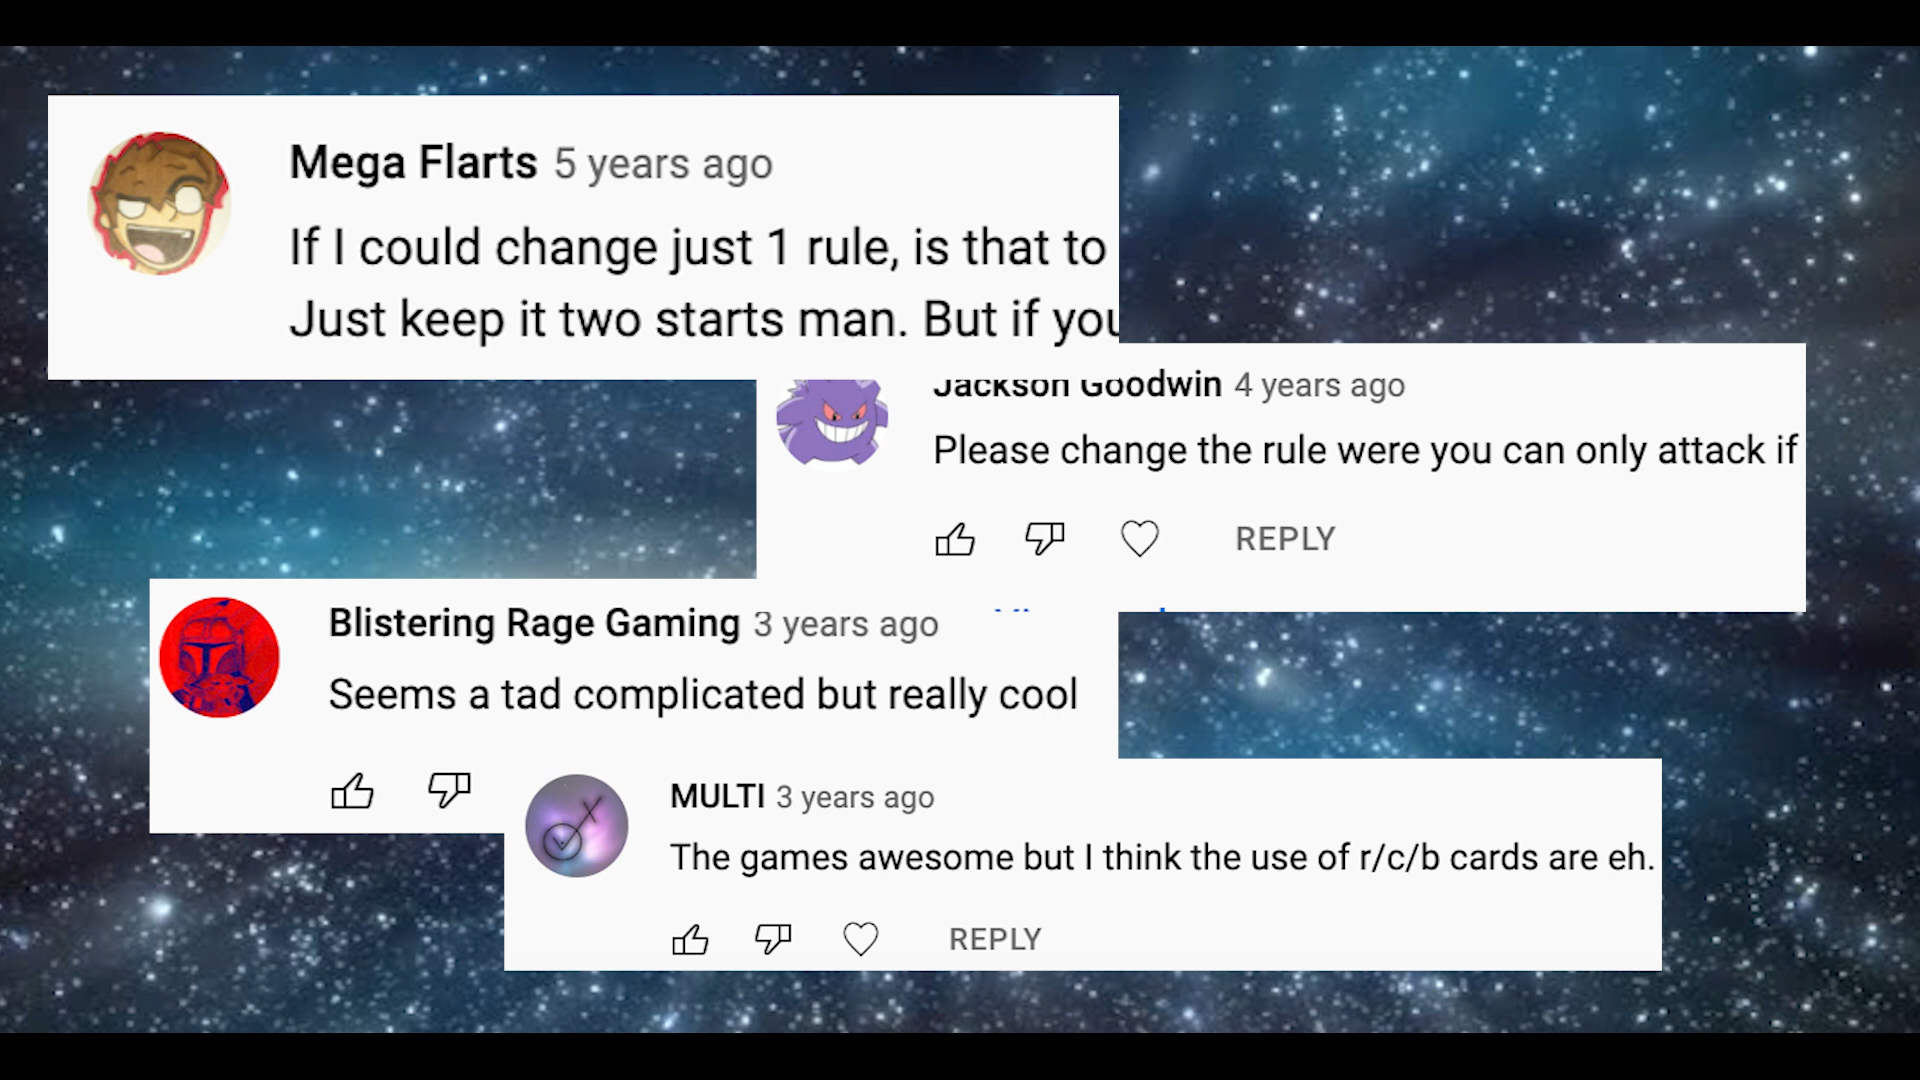 Mega Flarts 5 years ago
If I could change just 1 rule, is that to
Just keep it two starts man. But if you
Jackson Goodwin 4 years ago
Please change the rule were you can only attack if
REPLY
Blistering Rage Gaming 3 years ago
Seems a tad complicated but really cool
MULTI 3 years ago
The games awesome but I think the use of r/c/b cards are eh.
REPLY